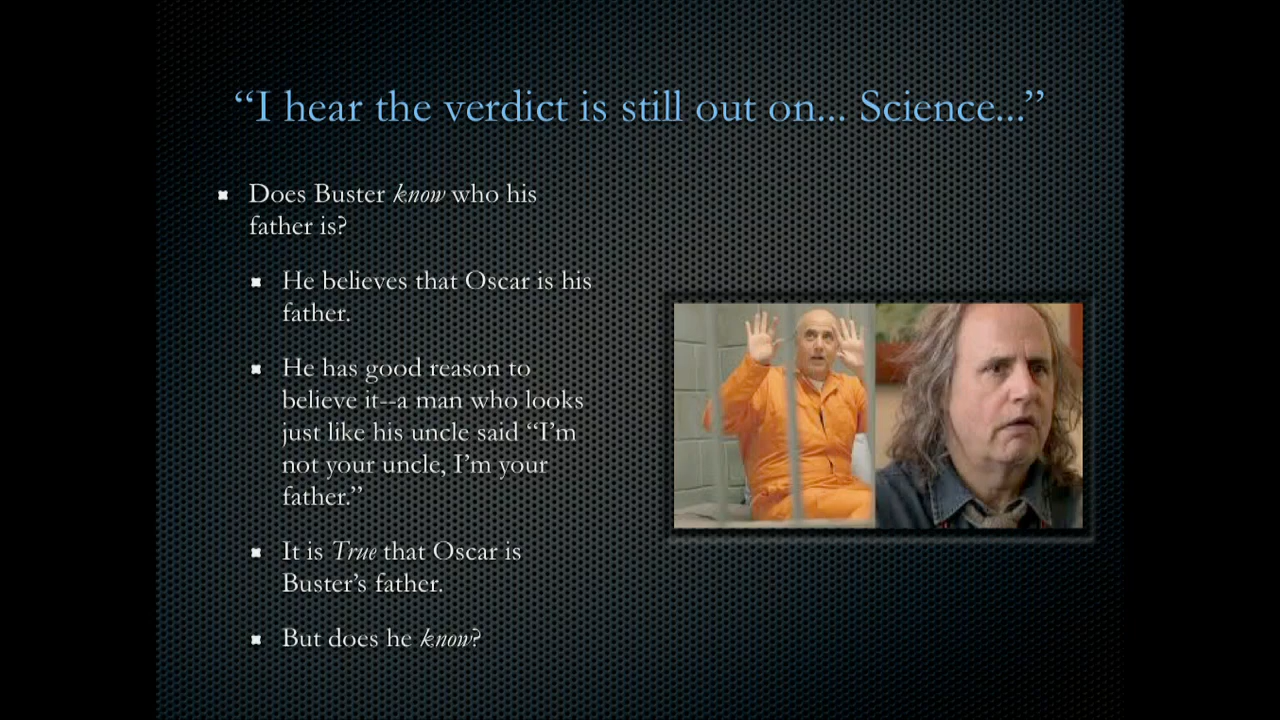 “I hear the verdict is still out on... Science...”
Does Buster know who his
father is?
He believes that Oscar is his
father.
He has good reason to
believe it--a man who looks
just like his uncle said “I’m
not your uncle, I’m your
father.”
It is True that Oscar is
Buster’s father.
But does he know?